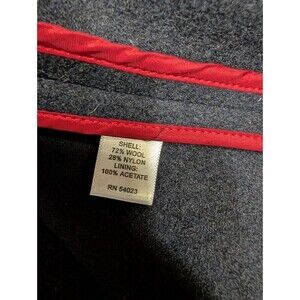 SHELL:
72% WOOL
28% NYLON
LINING:
100% ACETATE
RN 54023